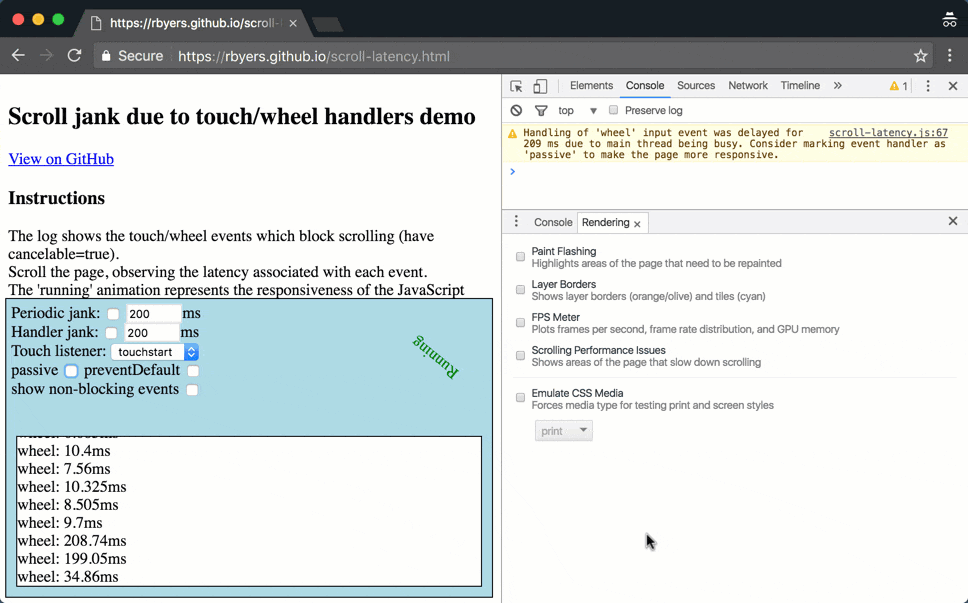 https://rbyers.github.io/scroll-l
Secure https://rbyers.github.io/scroll-latency.html
Scroll jank due to touch/wheel handlers demo
View on GitHub
Instructions
The log shows the touch/wheel events which block scrolling (have
cancelable=true).
Scroll the page, observing the latency associated with each event.
The 'running' animation represents the responsiveness of the JavaScript
Periodic jank: 200 ms
Handler jank: 200 ms
Touch listener: touchstart
passive preventDefault
show non-blocking events
Running
wheel: 10.4ms
wheel: 7.56ms
wheel: 10.325ms
wheel: 8.505ms
wheel: 9.7ms
wheel: 208.74ms
wheel: 199.05ms
wheel: 34.86ms
Elements Console Sources Network Timeline » 1
top Preserve log
Handling of 'wheel' input event was delayed for scroll-latency.js:67
209 ms due to main thread being busy. Consider marking event handler as
'passive' to make the page more responsive.
Console Rendering
Paint Flashing
Highlights areas of the page that need to be repainted
Layer Borders
Shows layer borders (orange/olive) and tiles (cyan)
FPS Meter
Plots frames per second, frame rate distribution, and GPU memory
Scrolling Performance Issues
Shows areas of the page that slow down scrolling
Emulate CSS Media
Forces media type for testing print and screen styles
print